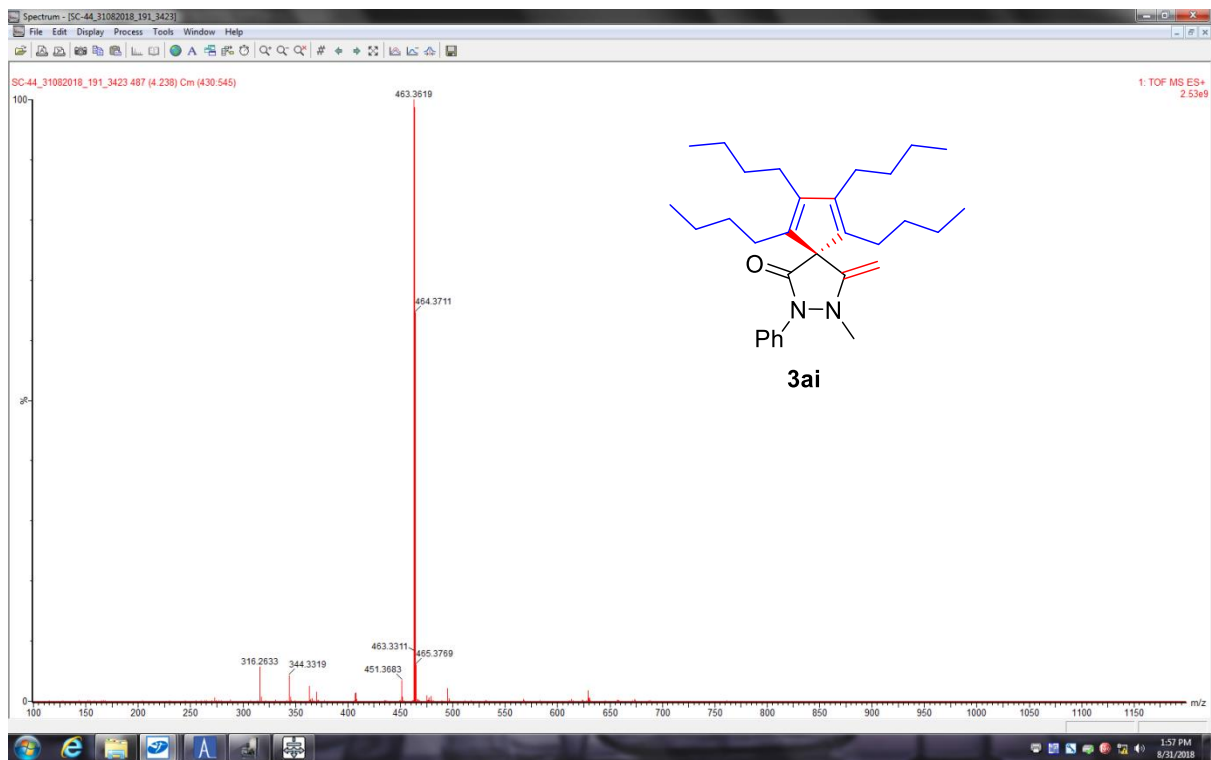 Spectrum - [SC-44_31082018_191_3423]
File Edit Display Process Tools Window Help
SC-44_31082018_191_3423 487 (4.238) Cm (430.545)
1: TOF MS ES+
2.53e9
100
463.3619
464.3711
O
N
N
Ph
3ai
%
463.3311
465.3769
316.2633
344.3319
451.3683
0
100 150 200 250 300 350 400 450 500 550 600 650 700 750 800 850 900 950 1000 1050 1100 1150
m/z
1:57 PM
8/31/2018